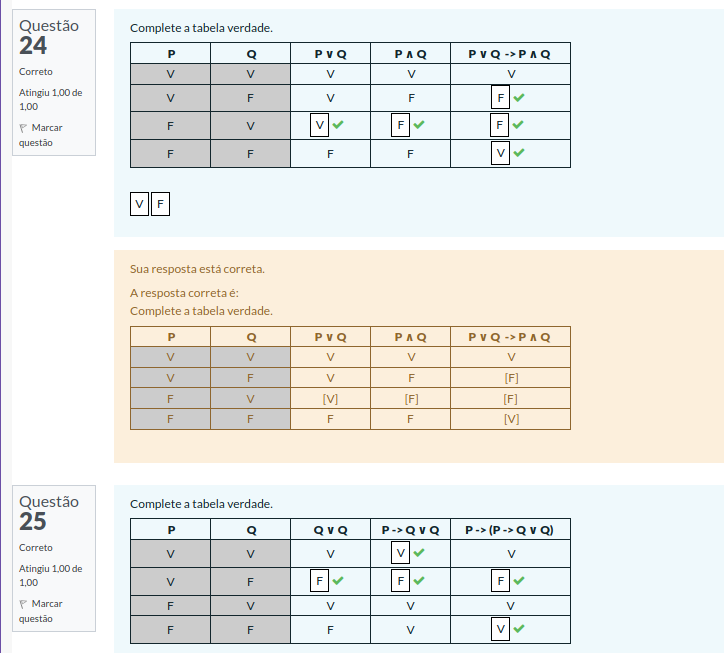 Questão
24
Correto
Atingiu 1,00 de
1,00
Marcar
questão
Complete a tabela verdade.
P Q P ∨ Q P ∧ Q P ∨ Q -> P ∧ Q
V V V V V
V F V F F
F V V F F
F F F F V
V F
Sua resposta está correta.
A resposta correta é:
Complete a tabela verdade.
P Q P ∨ Q P ∧ Q P ∨ Q -> P ∧ Q
V V V V V
V F V F [F]
F V [V] [F] [F]
F F F F [V]
Questão
25
Correto
Atingiu 1,00 de
1,00
Marcar
questão
Complete a tabela verdade.
P Q Q ∨ Q P -> Q ∨ Q P -> (P -> Q ∨ Q)
V V V V V
V F F F F
F V V V V
F F F V V